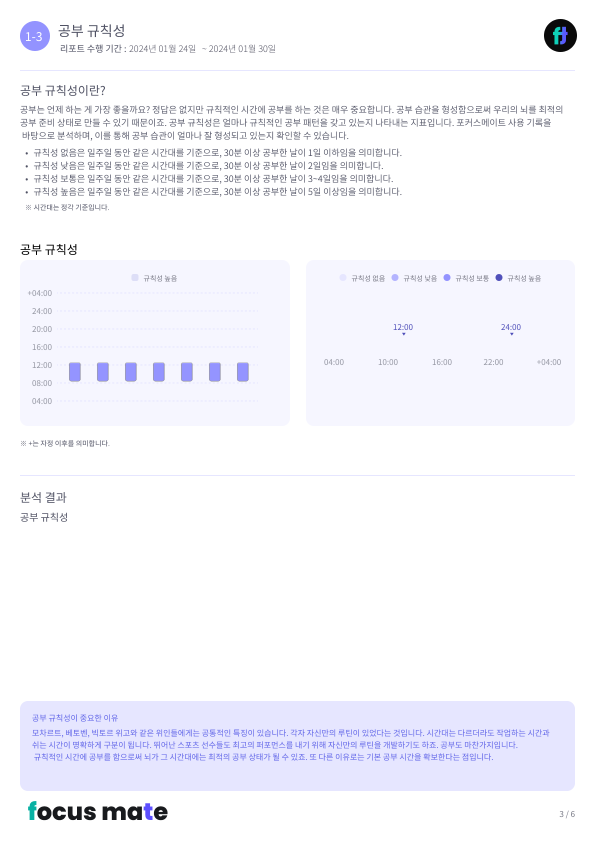 1-3
공부 규칙성
리포트 수행 기간 : 2024년 01월 24일 ~ 2024년 01월 30일
공부 규칙성이란?
공부는 언제 하는 게 가장 좋을까요? 정답은 없지만 규칙적인 시간에 공부를 하는 것은 매우 중요합니다. 공부 습관을 형성함으로써 우리의 뇌를 최적의
공부 준비 상태로 만들 수 있기 때문이죠. 공부 규칙성은 얼마나 규칙적인 공부 패턴을 갖고 있는지 나타내는 지표입니다. 포커스메이트 사용 기록을
바탕으로 분석하며, 이를 통해 공부 습관이 얼마나 잘 형성되고 있는지 확인할 수 있습니다.
• 규칙성 없음은 일주일 동안 같은 시간대를 기준으로, 30분 이상 공부한 날이 1일 이하임을 의미합니다.
• 규칙성 낮음은 일주일 동안 같은 시간대를 기준으로, 30분 이상 공부한 날이 2일임을 의미합니다.
• 규칙성 보통은 일주일 동안 같은 시간대를 기준으로, 30분 이상 공부한 날이 3~4일임을 의미합니다.
• 규칙성 높음은 일주일 동안 같은 시간대를 기준으로, 30분 이상 공부한 날이 5일 이상임을 의미합니다.
※ 시간대는 정각 기준입니다.
공부 규칙성
규칙성 높음
+04:00
24:00
20:00
16:00
12:00
08:00
04:00
규칙성 없음 규칙성 낮음 규칙성 보통 규칙성 높음
12:00 24:00
04:00 10:00 16:00 22:00 +04:00
※ +는 자정 이후를 의미합니다.
분석 결과
공부 규칙성
공부 규칙성이 중요한 이유
모차르트, 베토벤, 빅토르 위고와 같은 위인들에게는 공통적인 특징이 있습니다. 각자 자신만의 루틴이 있었다는 것입니다. 시간대는 다르더라도 작업하는 시간과
쉬는 시간이 명확하게 구분이 됩니다. 뛰어난 스포츠 선수들도 최고의 퍼포먼스를 내기 위해 자신만의 루틴을 개발하기도 하죠. 공부도 마찬가지입니다.
규칙적인 시간에 공부를 함으로써 뇌가 그 시간대에는 최적의 공부 상태가 될 수 있죠. 또 다른 이유로는 기본 공부 시간을 확보한다는 점입니다.
focus mate
3 / 6